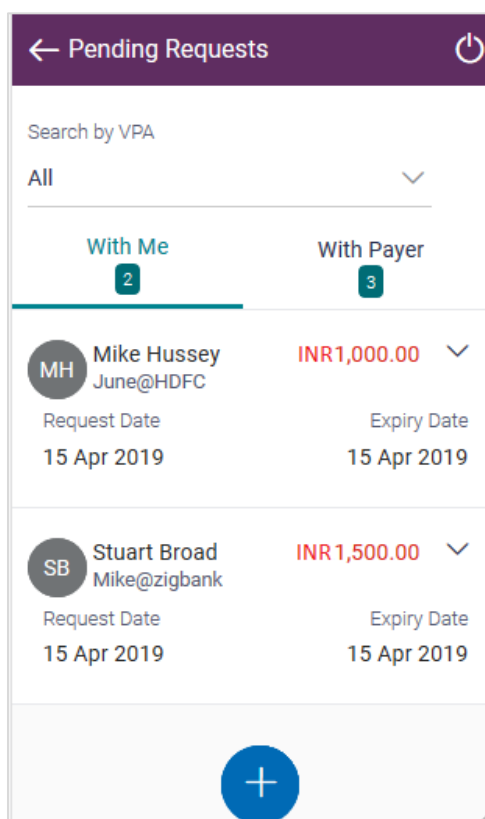 Pending Requests
Search by VPA
All
With Me With Payer
2 3
MH Mike Hussey INR1,000.00
June@HDFC
Request Date Expiry Date
15 Apr 2019 15 Apr 2019
SB Stuart Broad INR1,500.00
Mike@zigbank
Request Date Expiry Date
15 Apr 2019 15 Apr 2019